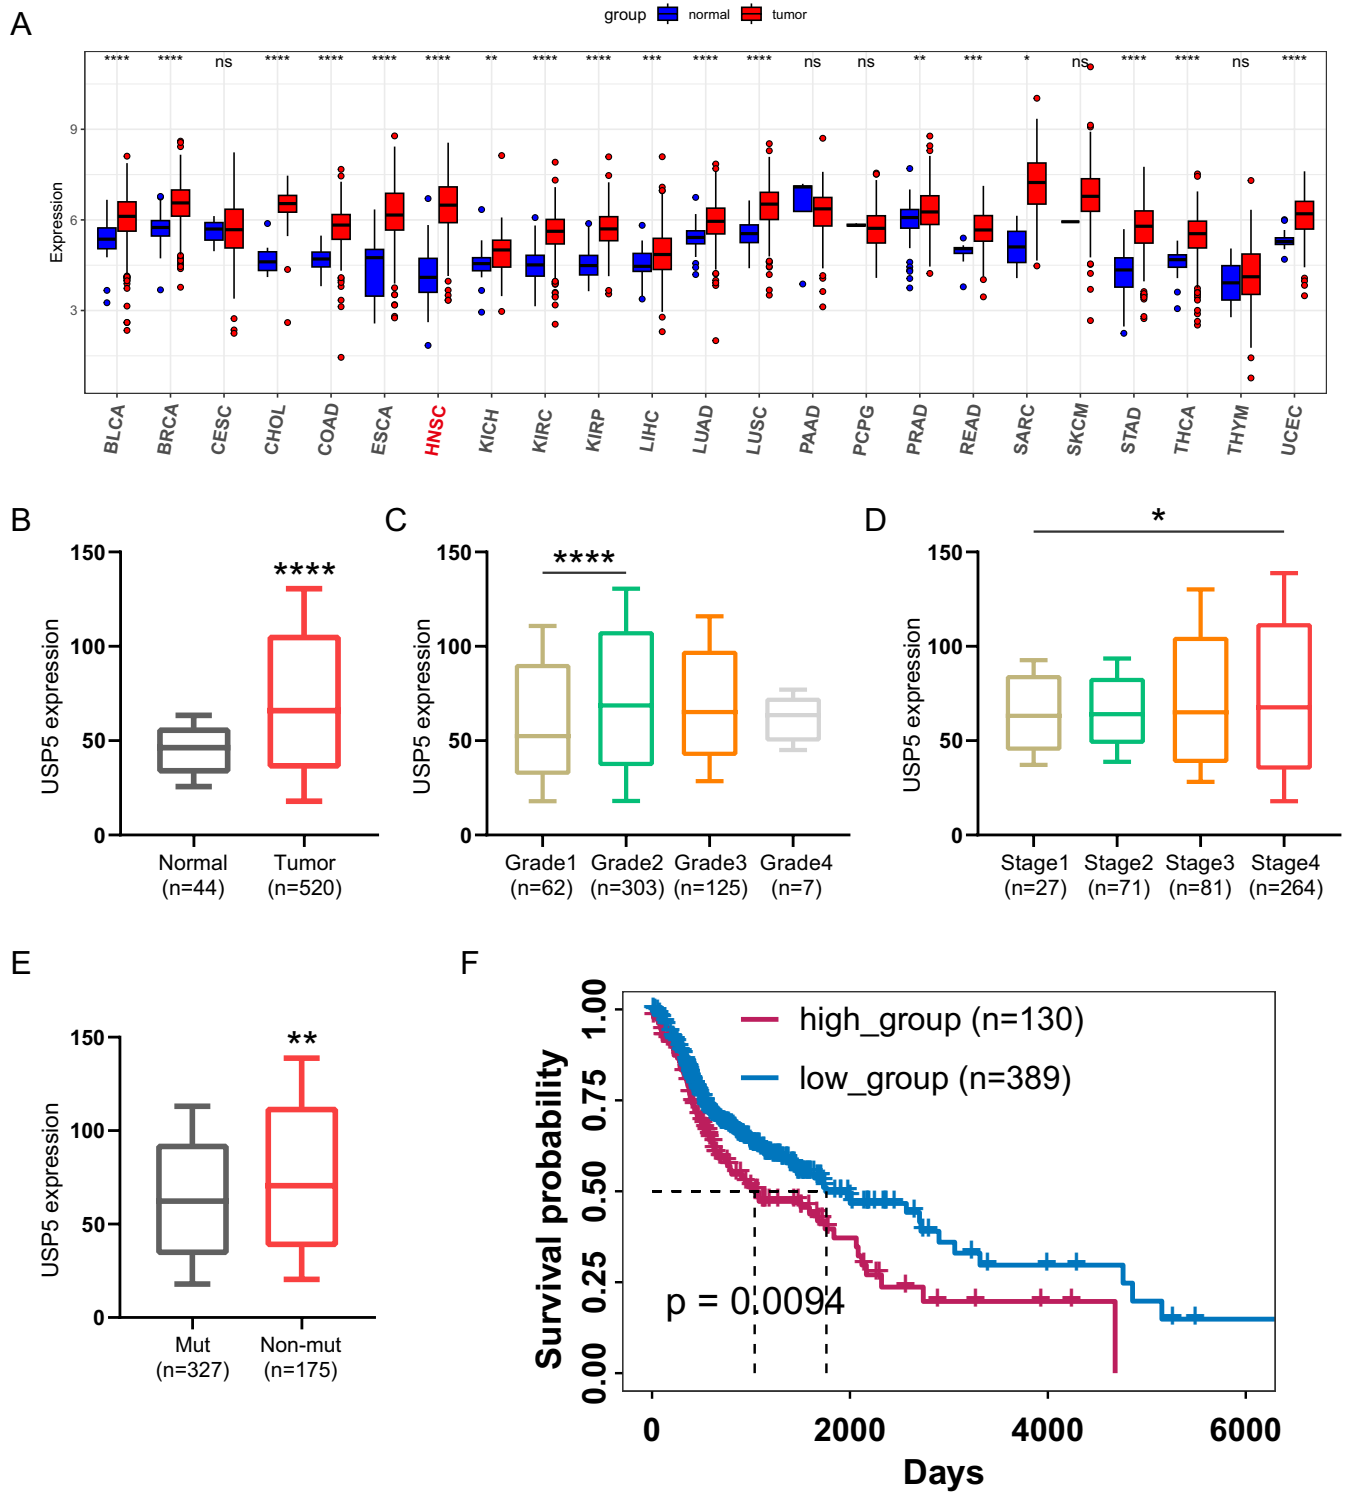 A
group normal tumor
**** **** ns **** **** **** **** ** **** **** *** **** **** ns ns ** *** * ns **** **** ns ****
Expression
9
6
3
BLCA BRCA CESC CHOL COAD ESCA HNSC KICH KIRC KIRP LIHC LUAD LUSC PAAD PCPG PRAD READ SARC SKCM STAD THCA THYM UCEC
B
USP5 expression
150
100
50
0
****
Normal Tumor
(n=44) (n=520)
C
USP5 expression
150
100
50
0
****
Grade1 Grade2 Grade3 Grade4
(n=62) (n=303) (n=125) (n=7)
D
USP5 expression
150
100
50
0
*
Stage1 Stage2 Stage3 Stage4
(n=27) (n=71) (n=81) (n=264)
E
USP5 expression
150
100
50
0
**
Mut Non-mut
(n=327) (n=175)
F
Survival probability
1.00
0.75
0.50
0.25
0.00
high_group (n=130)
low_group (n=389)
p = 0.0094
0 2000 4000 6000
Days